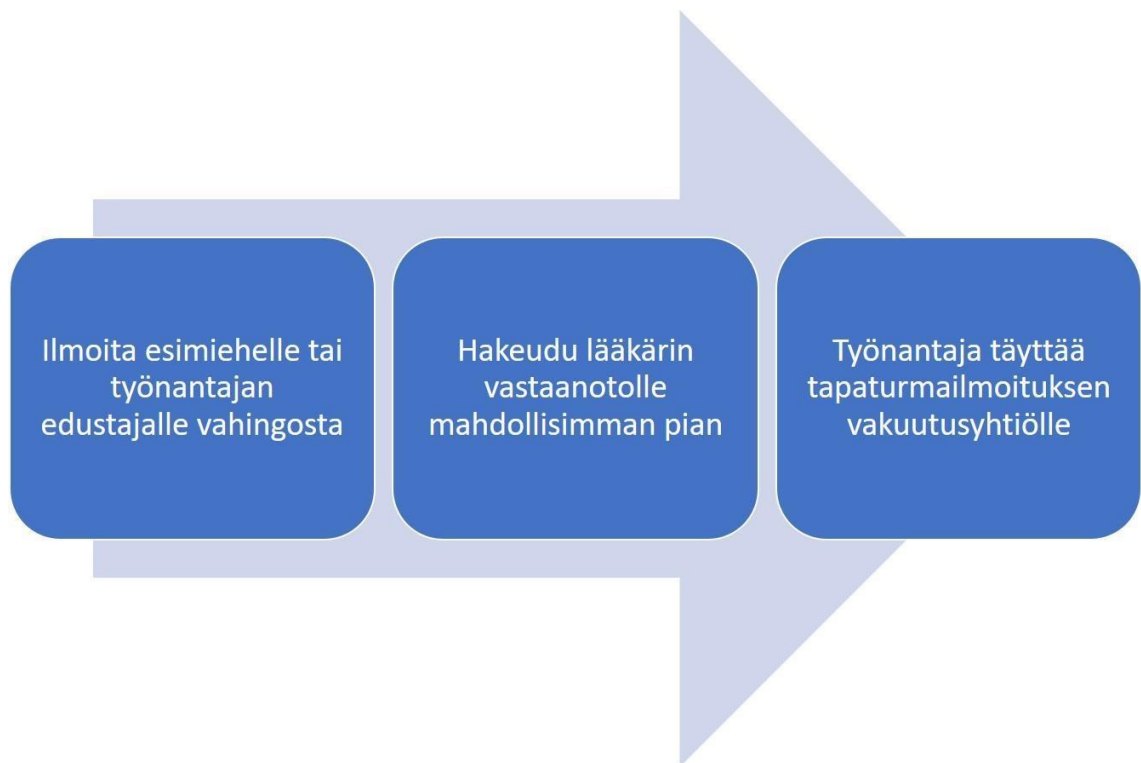 Ilmoita esimiehelle tai
työnantajan
edustajalle vahingosta
Hakeudu lääkärin
vastaanotolle
mahdollisimman pian
Työnantaja täyttää
tapaturmailmoituksen
vakuutusyhtiölle